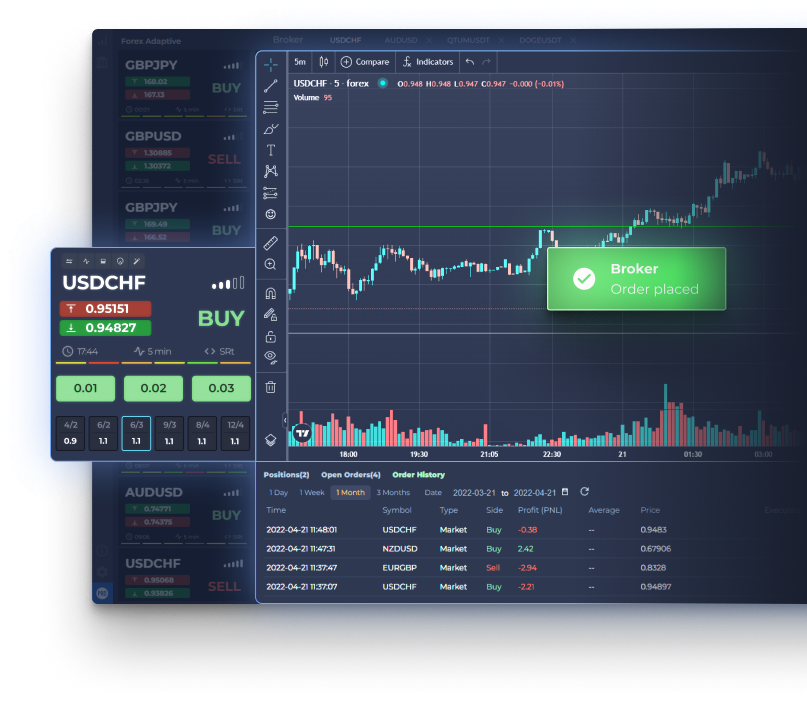 Forex Adaptive
Broker USDCHF AUDUSD × QTUMUSDT × DOGEUSDT ×
GBPJPY
168.02
167.13
BUY
GBPUSD
1.30885
1.30372
SELL
GBPJPY
169.49
166.52
BUY
5m Compare Indicators
USDCHF · 5 · forex O0.948 H0.948 L0.947 C0.947 -0.000 (-0.01%)
Volume 95
USDCHF
0.95151
0.94827
BUY
17:44 5 min SRt
0.01 0.02 0.03
4/2 6/2 6/3 9/3 8/4 12/4
0.9 1.1 1.1 1.1 1.1 1.1
Broker
Order placed
18:00 19:30 21:05 22:30 21 01:30 03:00
AUDUSD
0.74771
0.74375
BUY
USDCHF
0.95068
0.93826
SELL
Positions(2) Open Orders(4) Order History
1 Day 1 Week 1 Month 3 Months Date 2022-03-21 to 2022-04-21
Time Symbol Type Side Profit (PNL) Average Price
2022-04-21 11:48:01 USDCHF Market Buy -0.38 -- 0.9483
2022-04-21 11:47:31 NZDUSD Market Buy 2.42 -- 0.67906
2022-04-21 11:37:47 EURGBP Market Sell -2.94 -- 0.8328
2022-04-21 11:37:07 USDCHF Market Buy -2.21 -- 0.94897